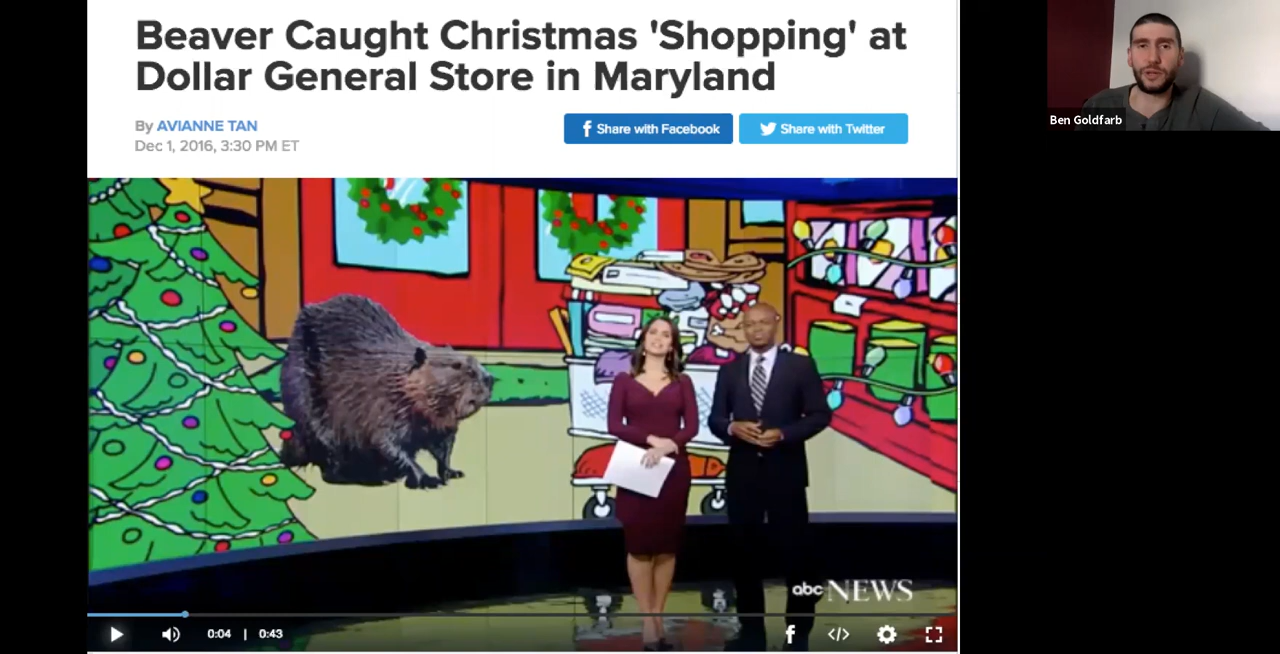 Beaver Caught Christmas 'Shopping' at
Dollar General Store in Maryland
By AVIANNE TAN
Dec 1, 2016, 3:30 PM ET
f Share with Facebook
Share with Twitter
Ben Goldfarb
abc NEWS
0:04 | 0:43
f </>